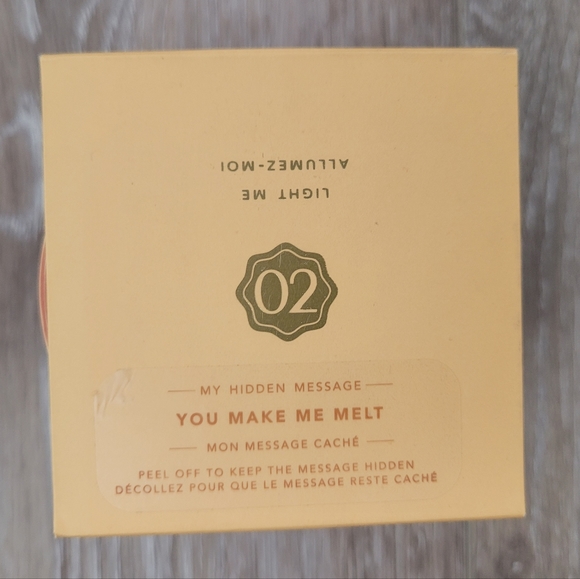 LIGHT ME
ALLUMEZ-MOI
02
MY HIDDEN MESSAGE
YOU MAKE ME MELT
MON MESSAGE CACHÉ
PEEL OFF TO KEEP THE MESSAGE HIDDEN
DÉCOLLEZ POUR QUE LE MESSAGE RESTE CACHÉ